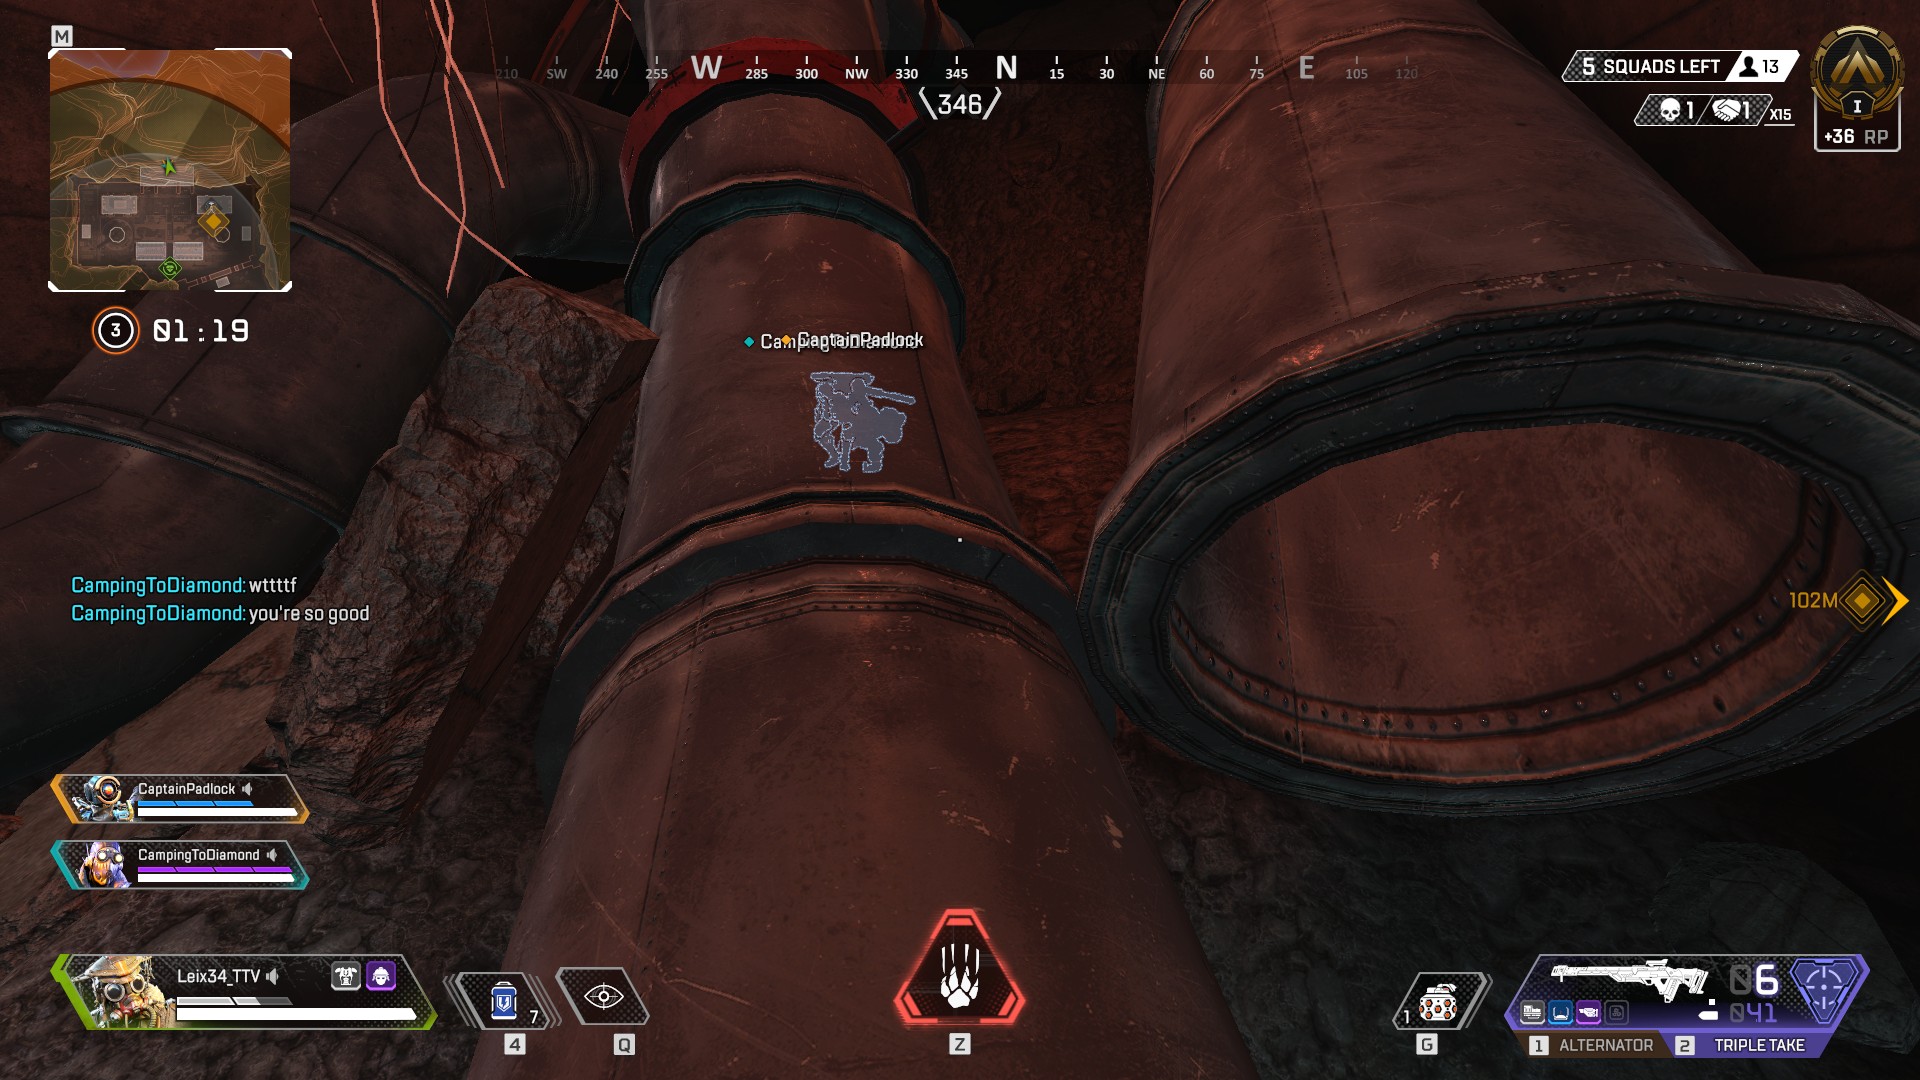 M
210 SW 240 255 W 285 300 NW 330 345 N 15 30 NE 60 75 E 105 120
346
5 SQUADS LEFT 13
1 1 X15
I
+36 RP
3 01:19
CaptainPadlock
102M
CampingToDiamond: wttttf
CampingToDiamond: you're so good
CaptainPadlock
CampingToDiamond
Leix34_TTV
7
4
Q
Z
1
G
06
041
1 ALTERNATOR 2 TRIPLE TAKE